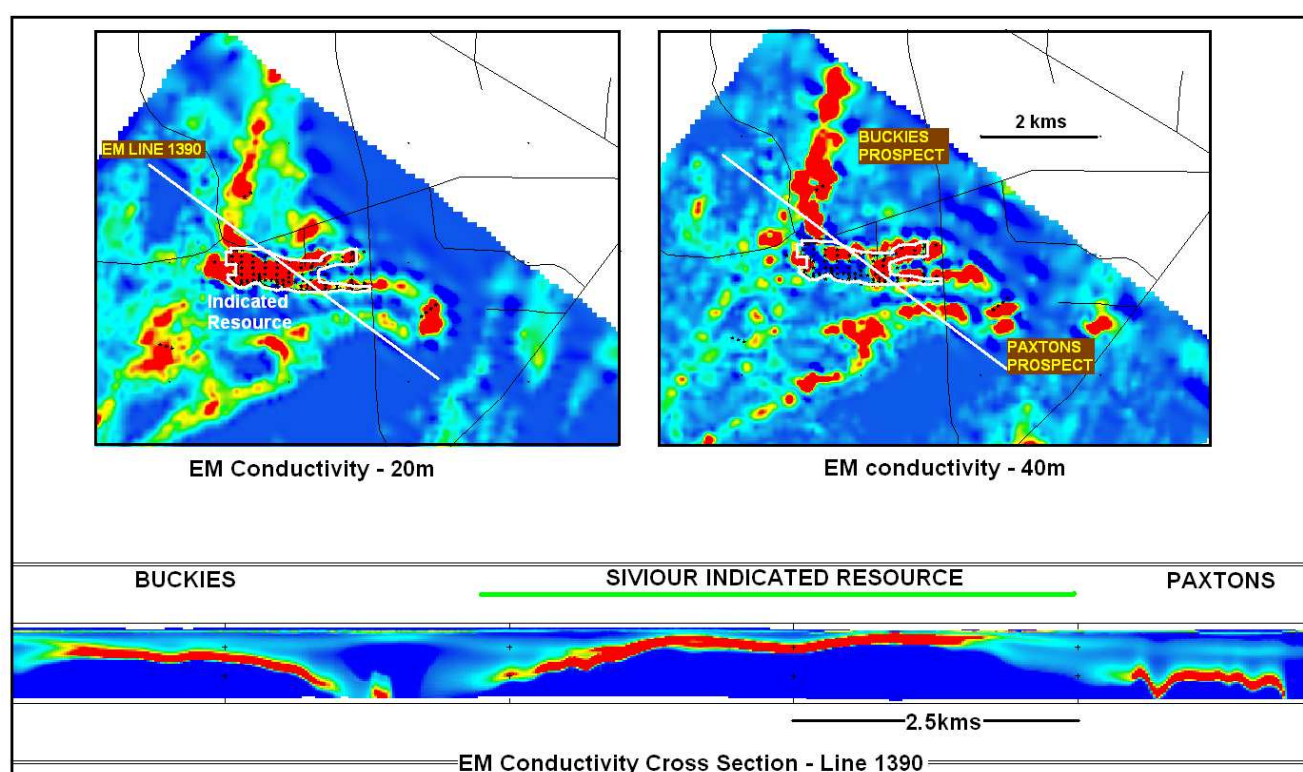 EM LINE 1390
Indicated
Resource
EM Conductivity - 20m
BUCKIES
PROSPECT
2 kms
PAXTONS
PROSPECT
EM conductivity - 40m
BUCKIES
SIVIOUR INDICATED RESOURCE
PAXTONS
2.5kms
EM Conductivity Cross Section - Line 1390